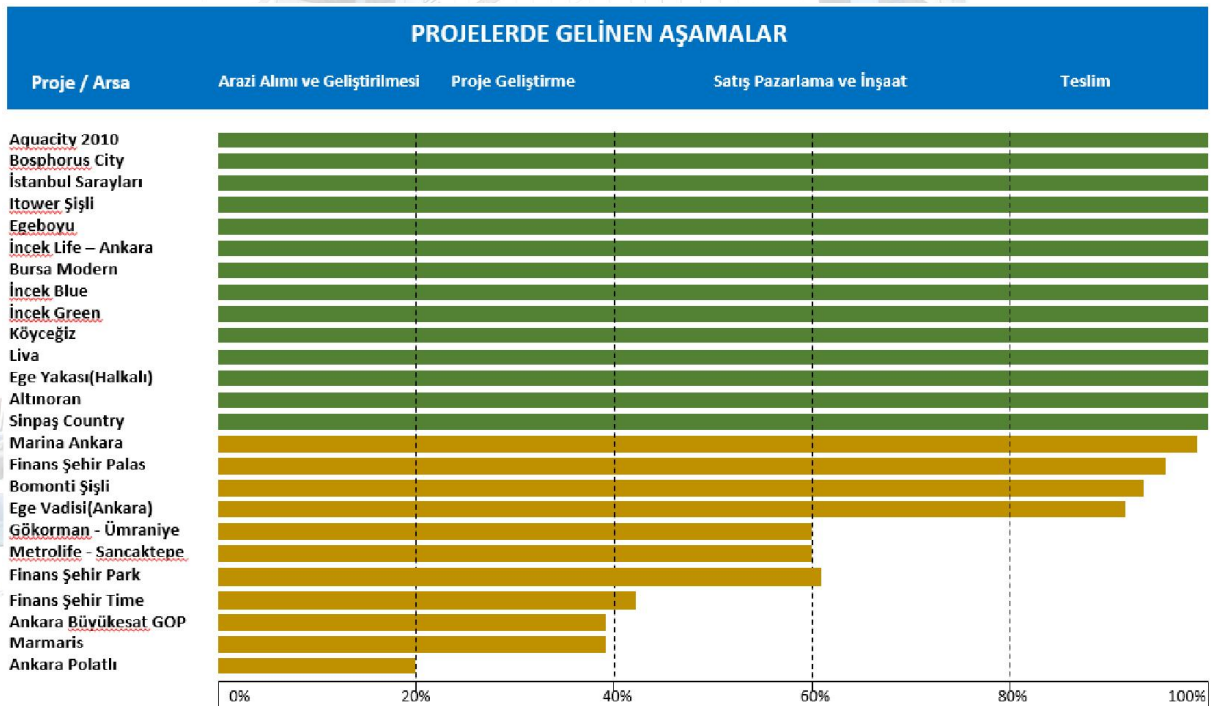 PROJELERDE GELİNEN AŞAMALAR
Proje / Arsa Arazi Alımı ve Geliştirilmesi Proje Geliştirme Satış Pazarlama ve İnşaat Teslim
Aquacity 2010
Bosphorus City
İstanbul Sarayları
Itower Şişli
Egeboyu
İncek Life – Ankara
Bursa Modern
İncek Blue
İncek Green
Köyceğiz
Liva
Ege Yakası(Halkalı)
Altınoran
Sinpaş Country
Marina Ankara
Finans Şehir Palas
Bomonti Şişli
Ege Vadisi(Ankara)
Gökorman - Ümraniye
Metrolife - Sancaktepe
Finans Şehir Park
Finans Şehir Time
Ankara Büyükesat GOP
Marmaris
Ankara Polatlı
0% 20% 40% 60% 80% 100%